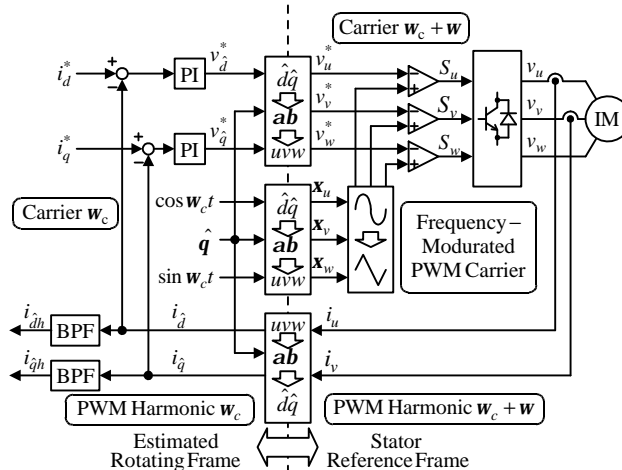 Carrier w_c + w
i_d^* + − PI v_d̂^* d̂q̂ v_u^* − + S_u v_u
ab v_v^* − + S_v v_v IM
i_q^* + − PI v_q̂^* uvw v_w^* − + S_w v_w
Carrier w_c
cos w_c t d̂q̂ x_u
q̂ ab x_v
sin w_c t uvw x_w
Frequency–
Modurated
PWM Carrier
i_d̂h BPF i_d̂ uvw i_u
ab
i_q̂h BPF i_q̂ d̂q̂ i_v
PWM Harmonic w_c
PWM Harmonic w_c + w
Estimated
Rotating Frame
Stator
Reference Frame